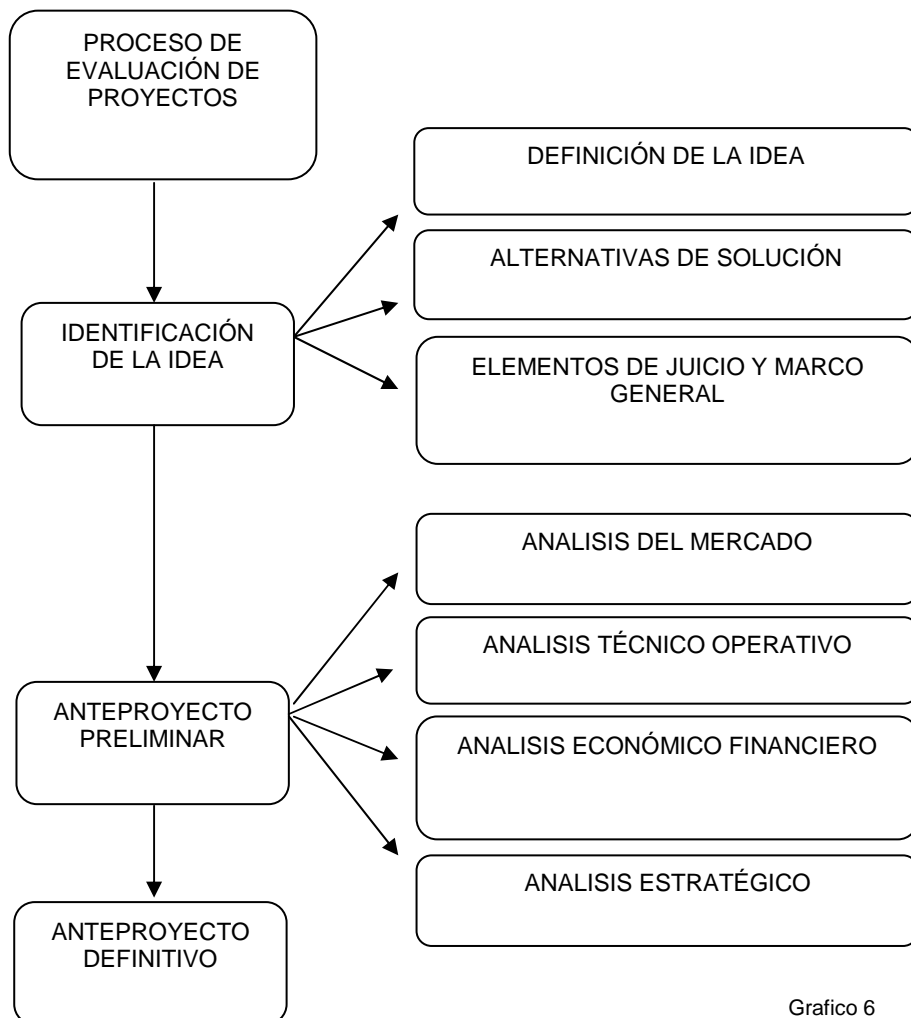 PROCESO DE
EVALUACIÓN DE
PROYECTOS
DEFINICIÓN DE LA IDEA
ALTERNATIVAS DE SOLUCIÓN
IDENTIFICACIÓN
DE LA IDEA
ELEMENTOS DE JUICIO Y MARCO
GENERAL
ANALISIS DEL MERCADO
ANALISIS TÉCNICO OPERATIVO
ANTEPROYECTO
PRELIMINAR
ANALISIS ECONÓMICO FINANCIERO
ANALISIS ESTRATÉGICO
ANTEPROYECTO
DEFINITIVO
Grafico 6